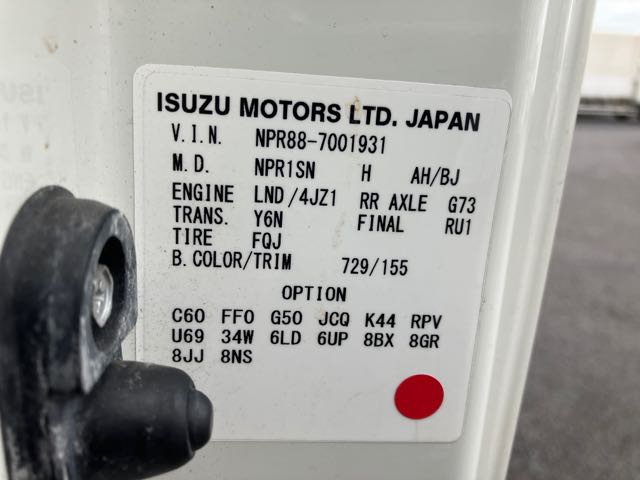 ISUZU MOTORS LTD. JAPAN
V.I.N. NPR88-7001931
M.D. NPR1SN H AH/BJ
ENGINE LND/4JZ1 RR AXLE G73
TRANS. Y6N FINAL RU1
TIRE FQJ
B.COLOR/TRIM 729/155
OPTION
C60 FF0 G50 JCQ K44 RPV
U69 34W 6LD 6UP 8BX 8GR
8JJ 8NS